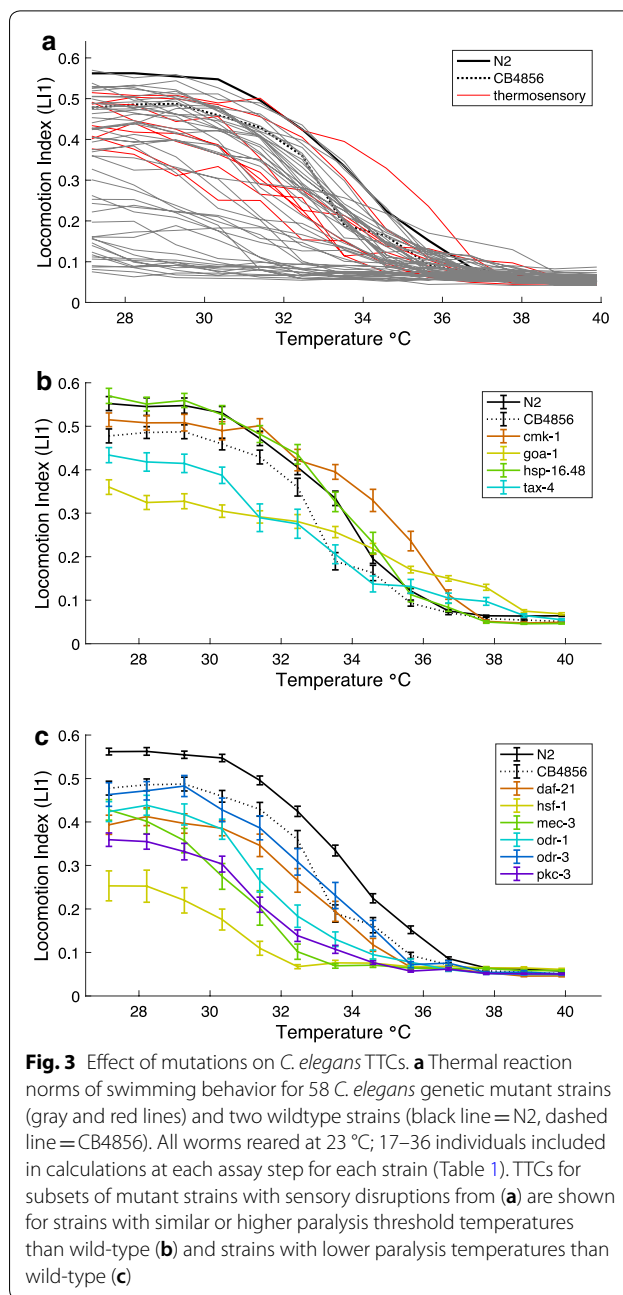 a
0.6
0.5
0.4
0.3
0.2
0.1
0
Locomotion Index (LI1)
28 30 32 34 36 38 40
Temperature °C
N2
CB4856
thermosensory
b
0.6
0.5
0.4
0.3
0.2
0.1
0
Locomotion Index (LI1)
28 30 32 34 36 38 40
Temperature °C
N2
CB4856
cmk-1
goa-1
hsp-16.48
tax-4
c
0.6
0.5
0.4
0.3
0.2
0.1
0
Locomotion Index (LI1)
28 30 32 34 36 38 40
Temperature °C
N2
CB4856
daf-21
hsf-1
mec-3
odr-1
odr-3
pkc-3
Fig. 3 Effect of mutations on C. elegans TTCs. a Thermal reaction
norms of swimming behavior for 58 C. elegans genetic mutant strains
(gray and red lines) and two wildtype strains (black line = N2, dashed
line = CB4856). All worms reared at 23 °C; 17–36 individuals included
in calculations at each assay step for each strain (Table 1). TTCs for
subsets of mutant strains with sensory disruptions from (a) are shown
for strains with similar or higher paralysis threshold temperatures
than wild-type (b) and strains with lower paralysis temperatures than
wild-type (c)